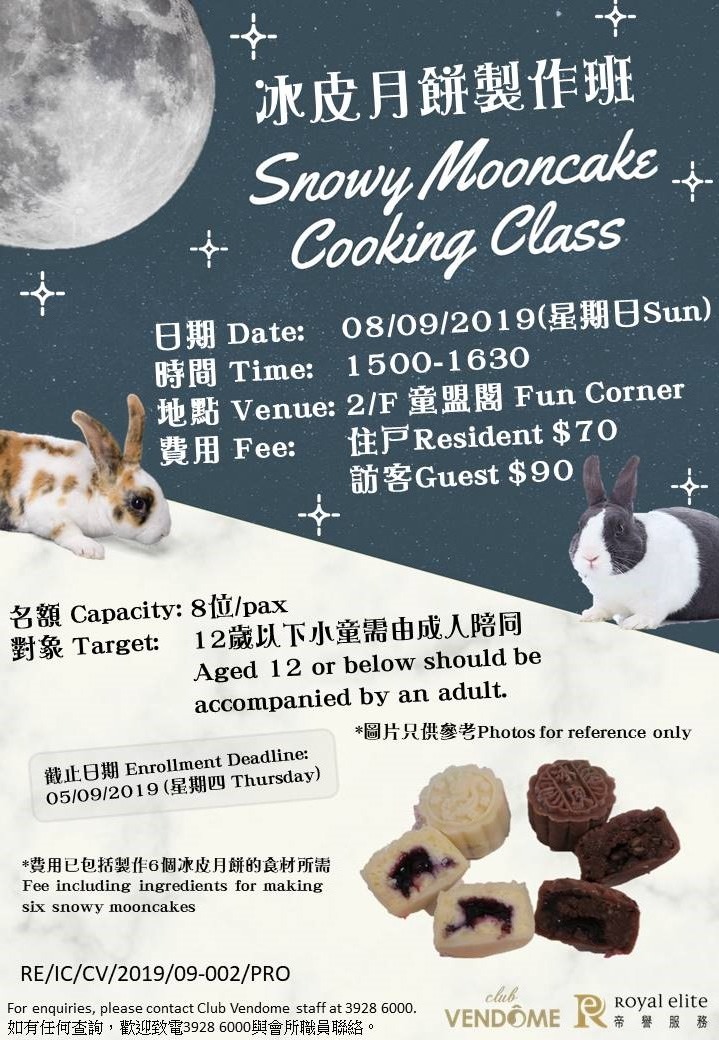 冰皮月餅製作班
Snowy Mooncake
Cooking Class
日期 Date: 08/09/2019(星期日Sun)
時間 Time: 1500-1630
地點 Venue: 2/F 童盟閣 Fun Corner
費用 Fee: 住戸Resident $70
訪客Guest $90
名額 Capacity: 8位/pax
對象 Target: 12歲以下小童需由成人陪同
Aged 12 or below should be
accompanied by an adult.
*圖片只供參考Photos for reference only
截止日期 Enrollment Deadline:
05/09/2019 (星期四 Thursday)
*費用已包括製作6個冰皮月餅的食材所需
Fee including ingredients for making
six snowy mooncakes
RE/IC/CV/2019/09-002/PRO
For enquiries, please contact Club Vendome staff at 3928 6000.
如有任何查詢，歡迎致電3928 6000與會所職員聯絡。
club
VENDÔME
Royal elite
帝譽服務